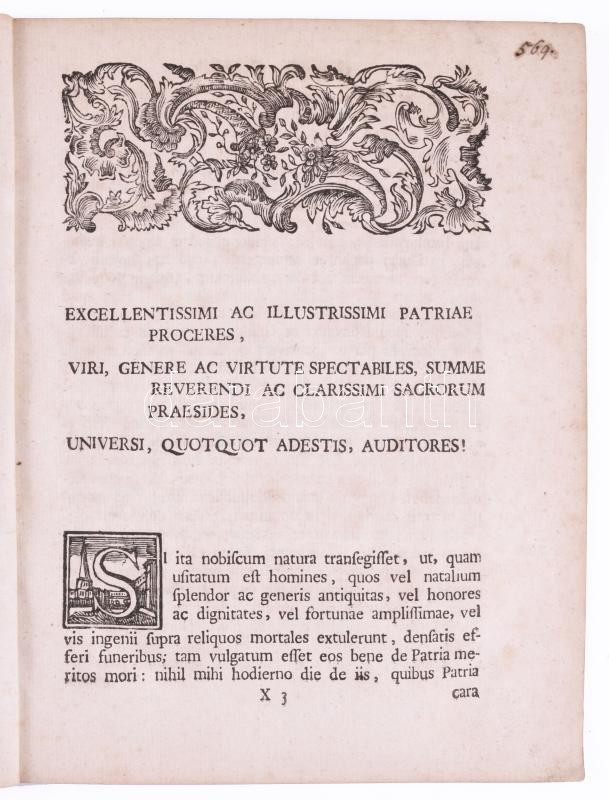 569.
EXCELLENTISSIMI AC ILLUSTRISSIMI PATRIAE
PROCERES,
VIRI, GENERE AC VIRTUTE SPECTABILES, SUMME
REVERENDI AC CLARISSIMI SACRORUM
PRAESIDES,
UNIVERSI, QUOTQUOT ADESTIS, AUDITORES!
SI ita nobiſcum natura tranſegiſſet, ut, quam
uſitatum eſt homines, quos vel natalium
ſplendor ac generis antiquitas, vel honores
ac dignitates, vel fortunae ampliſſimae, vel
vis ingenii ſupra reliquos mortales extulerunt, denſatis ef-
feri funeribus; tam vulgatum eſſet eos bene de Patria me-
ritos mori: nihil mihi hodierno die de iis, quibus Patria
X 3 cara
darabanth